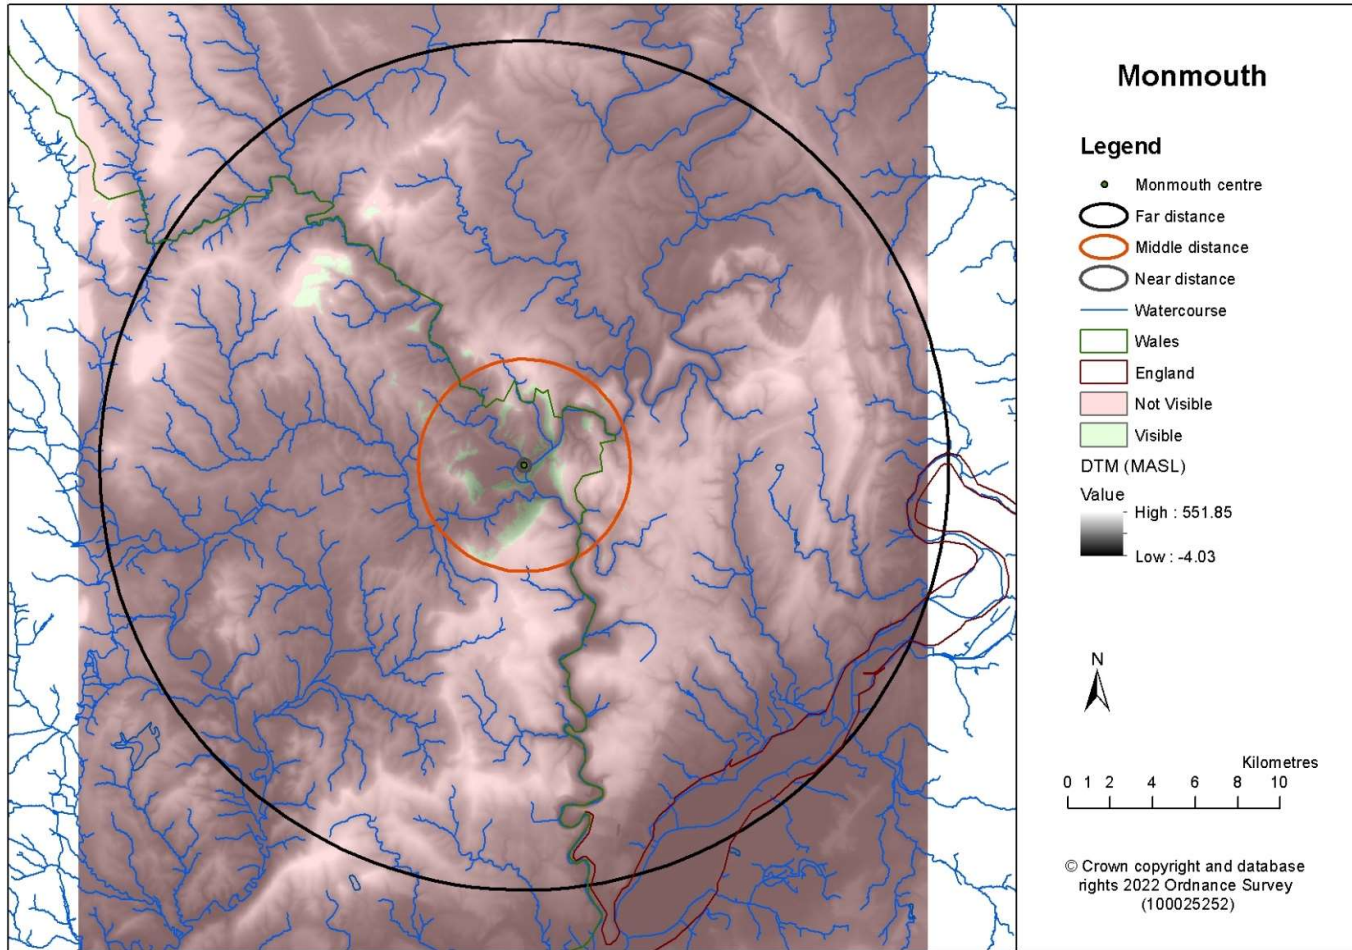 Monmouth
Legend
Monmouth centre
Far distance
Middle distance
Near distance
Watercourse
Wales
England
Not Visible
Visible
DTM (MASL)
Value
High : 551.85
Low : -4.03
N
Kilometres
0 1 2 4 6 8 10
© Crown copyright and database
rights 2022 Ordnance Survey
(100025252)